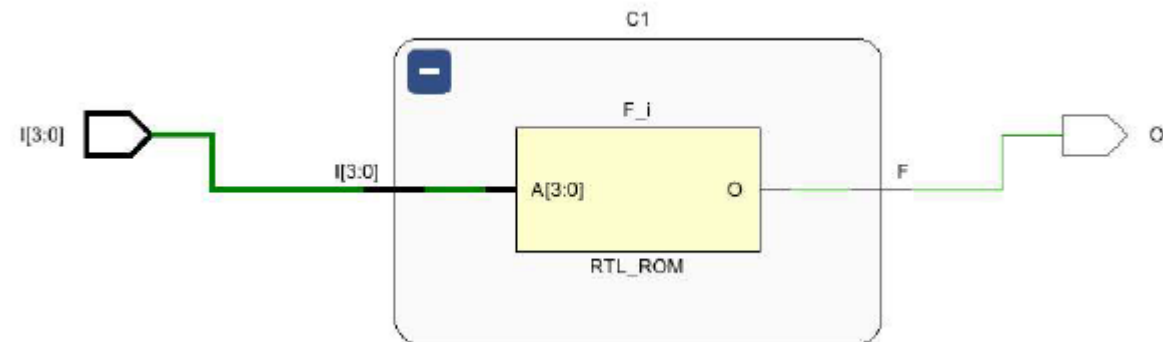 C1
F_i
I[3:0]
O
I[3:0]
F
A[3:0]
O
RTL_ROM